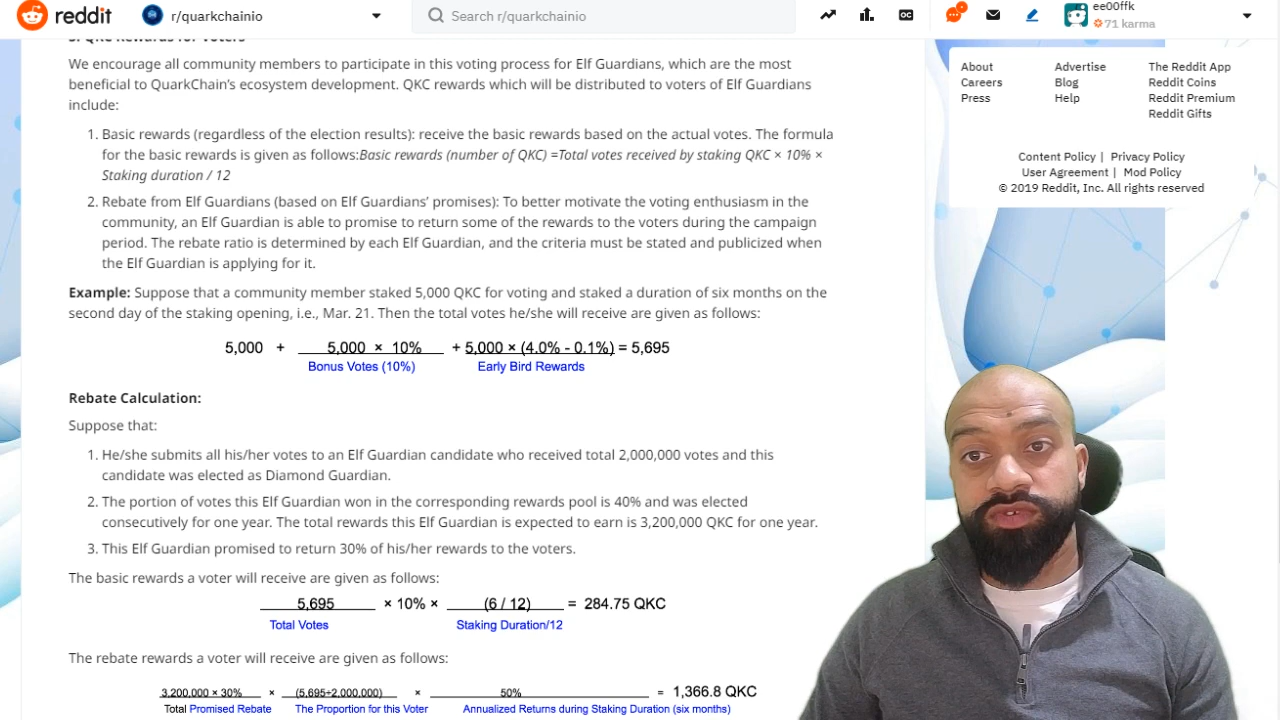 reddit
r/quarkchainio
Search r/quarkchainio
ee00ffk
71 karma
3. QKC Rewards for Voters
We encourage all community members to participate in this voting process for Elf Guardians, which are the most
beneficial to QuarkChain's ecosystem development. QKC rewards which will be distributed to voters of Elf Guardians
include:
1. Basic rewards (regardless of the election results): receive the basic rewards based on the actual votes. The formula
for the basic rewards is given as follows:Basic rewards (number of QKC) =Total votes received by staking QKC × 10% ×
Staking duration / 12
2. Rebate from Elf Guardians (based on Elf Guardians' promises): To better motivate the voting enthusiasm in the
community, an Elf Guardian is able to promise to return some of the rewards to the voters during the campaign
period. The rebate ratio is determined by each Elf Guardian, and the criteria must be stated and publicized when
the Elf Guardian is applying for it.
Example: Suppose that a community member staked 5,000 QKC for voting and staked a duration of six months on the
second day of the staking opening, i.e., Mar. 21. Then the total votes he/she will receive are given as follows:
5,000 + 5,000 × 10% + 5,000 × (4.0% - 0.1%) = 5,695
Bonus Votes (10%) Early Bird Rewards
Rebate Calculation:
Suppose that:
1. He/she submits all his/her votes to an Elf Guardian candidate who received total 2,000,000 votes and this
candidate was elected as Diamond Guardian.
2. The portion of votes this Elf Guardian won in the corresponding rewards pool is 40% and was elected
consecutively for one year. The total rewards this Elf Guardian is expected to earn is 3,200,000 QKC for one year.
3. This Elf Guardian promised to return 30% of his/her rewards to the voters.
The basic rewards a voter will receive are given as follows:
5,695 × 10% × (6 / 12) = 284.75 QKC
Total Votes Staking Duration/12
The rebate rewards a voter will receive are given as follows:
3,200,000 × 30% × (5,695÷2,000,000) × 50% = 1,366.8 QKC
Total Promised Rebate The Proportion for this Voter Annualized Returns during Staking Duration (six months)
About Advertise The Reddit App
Careers Blog Reddit Coins
Press Help Reddit Premium
Reddit Gifts
Content Policy | Privacy Policy
User Agreement | Mod Policy
© 2019 Reddit, Inc. All rights reserved